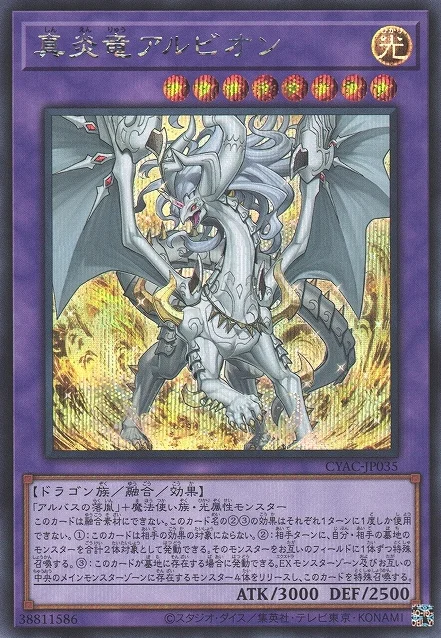 真炎竜アルビオン
光
CYAC-JP035
【ドラゴン族／融合／効果】
「アルバスの落胤」＋魔法使い族・光属性モンスター
このカードは融合素材にできない。このカード名の②③の効果はそれぞれ1ターンに1度しか使用
できない。①：このカードは相手の効果の対象にならない。②：相手ターンに、自分・相手の墓地の
モンスターを合計2体対象として発動できる。そのモンスターをお互いのフィールドに1体ずつ特殊
召喚する。③：このカードが墓地に存在する場合に発動できる。EXモンスターゾーン及びお互いの
中央のメインモンスターゾーンに存在するモンスター4体をリリースし、このカードを特殊召喚する。
ATK/3000 DEF/2500
38811586
©スタジオ・ダイス／集英社・テレビ東京・KONAMI